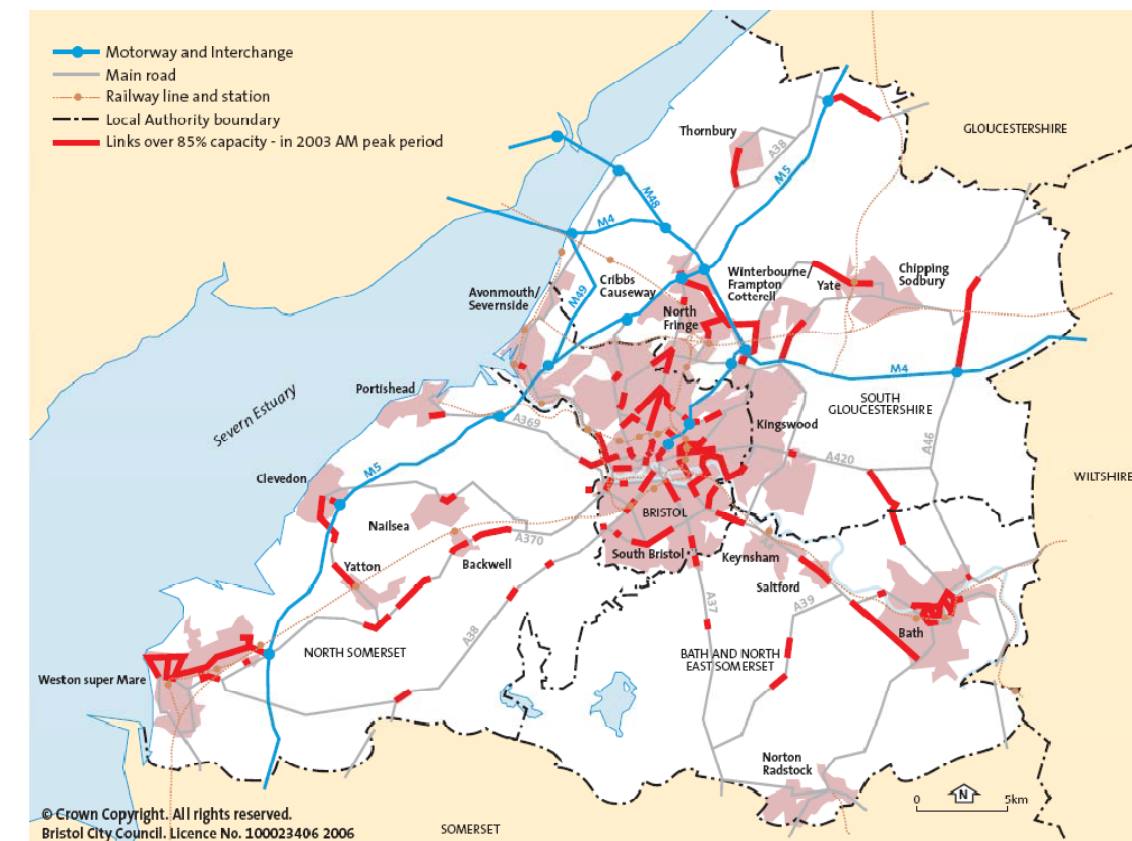 Motorway and Interchange
Main road
Railway line and station
Local Authority boundary
Links over 85% capacity - in 2003 AM peak period
GLOUCESTERSHIRE
Thornbury
A38
M5
M48
M4
Winterbourne/
Frampton
Cotterell
Yate
Chipping
Sodbury
Cribbs
Causeway
Avonmouth/
Severnside
M49
North
Fringe
M4
Portishead
Severn Estuary
A369
SOUTH
GLOUCESTERSHIRE
Kingswood
A46
A420
WILTSHIRE
M5
Clevedon
Nailsea
BRISTOL
A370
South Bristol
Backwell
Keynsham
Yatton
Saltford
A37
A39
A38
Bath
NORTH SOMERSET
BATH AND NORTH
EAST SOMERSET
Weston super Mare
Norton
Radstock
N
0
5km
© Crown Copyright. All rights reserved.
Bristol City Council. Licence No. 100023406 2006
SOMERSET